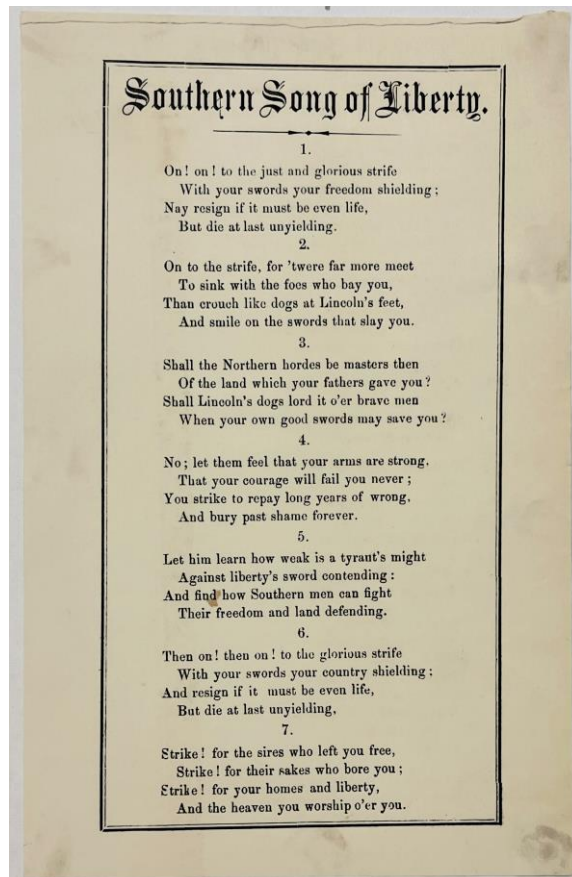 Southern Song of Liberty.
1.
On! on! to the just and glorious strife
With your swords your freedom shielding;
Nay resign if it must be even life,
But die at last unyielding.
2.
On to the strife, for 'twere far more meet
To sink with the foes who bay you,
Than crouch like dogs at Lincoln's feet,
And smile on the swords that slay you.
3.
Shall the Northern hordes be masters then
Of the land which your fathers gave you?
Shall Lincoln's dogs lord it o'er brave men
When your own good swords may save you?
4.
No; let them feel that your arms are strong,
That your courage will fail you never;
You strike to repay long years of wrong,
And bury past shame forever.
5.
Let him learn how weak is a tyrant's might
Against liberty's sword contending:
And find how Southern men can fight
Their freedom and land defending.
6.
Then on! then on! to the glorious strife
With your swords your country shielding;
And resign if it must be even life,
But die at last unyielding,
7.
Strike! for the sires who left you free,
Strike! for their sakes who bore you;
Strike! for your homes and liberty,
And the heaven you worship o'er you.